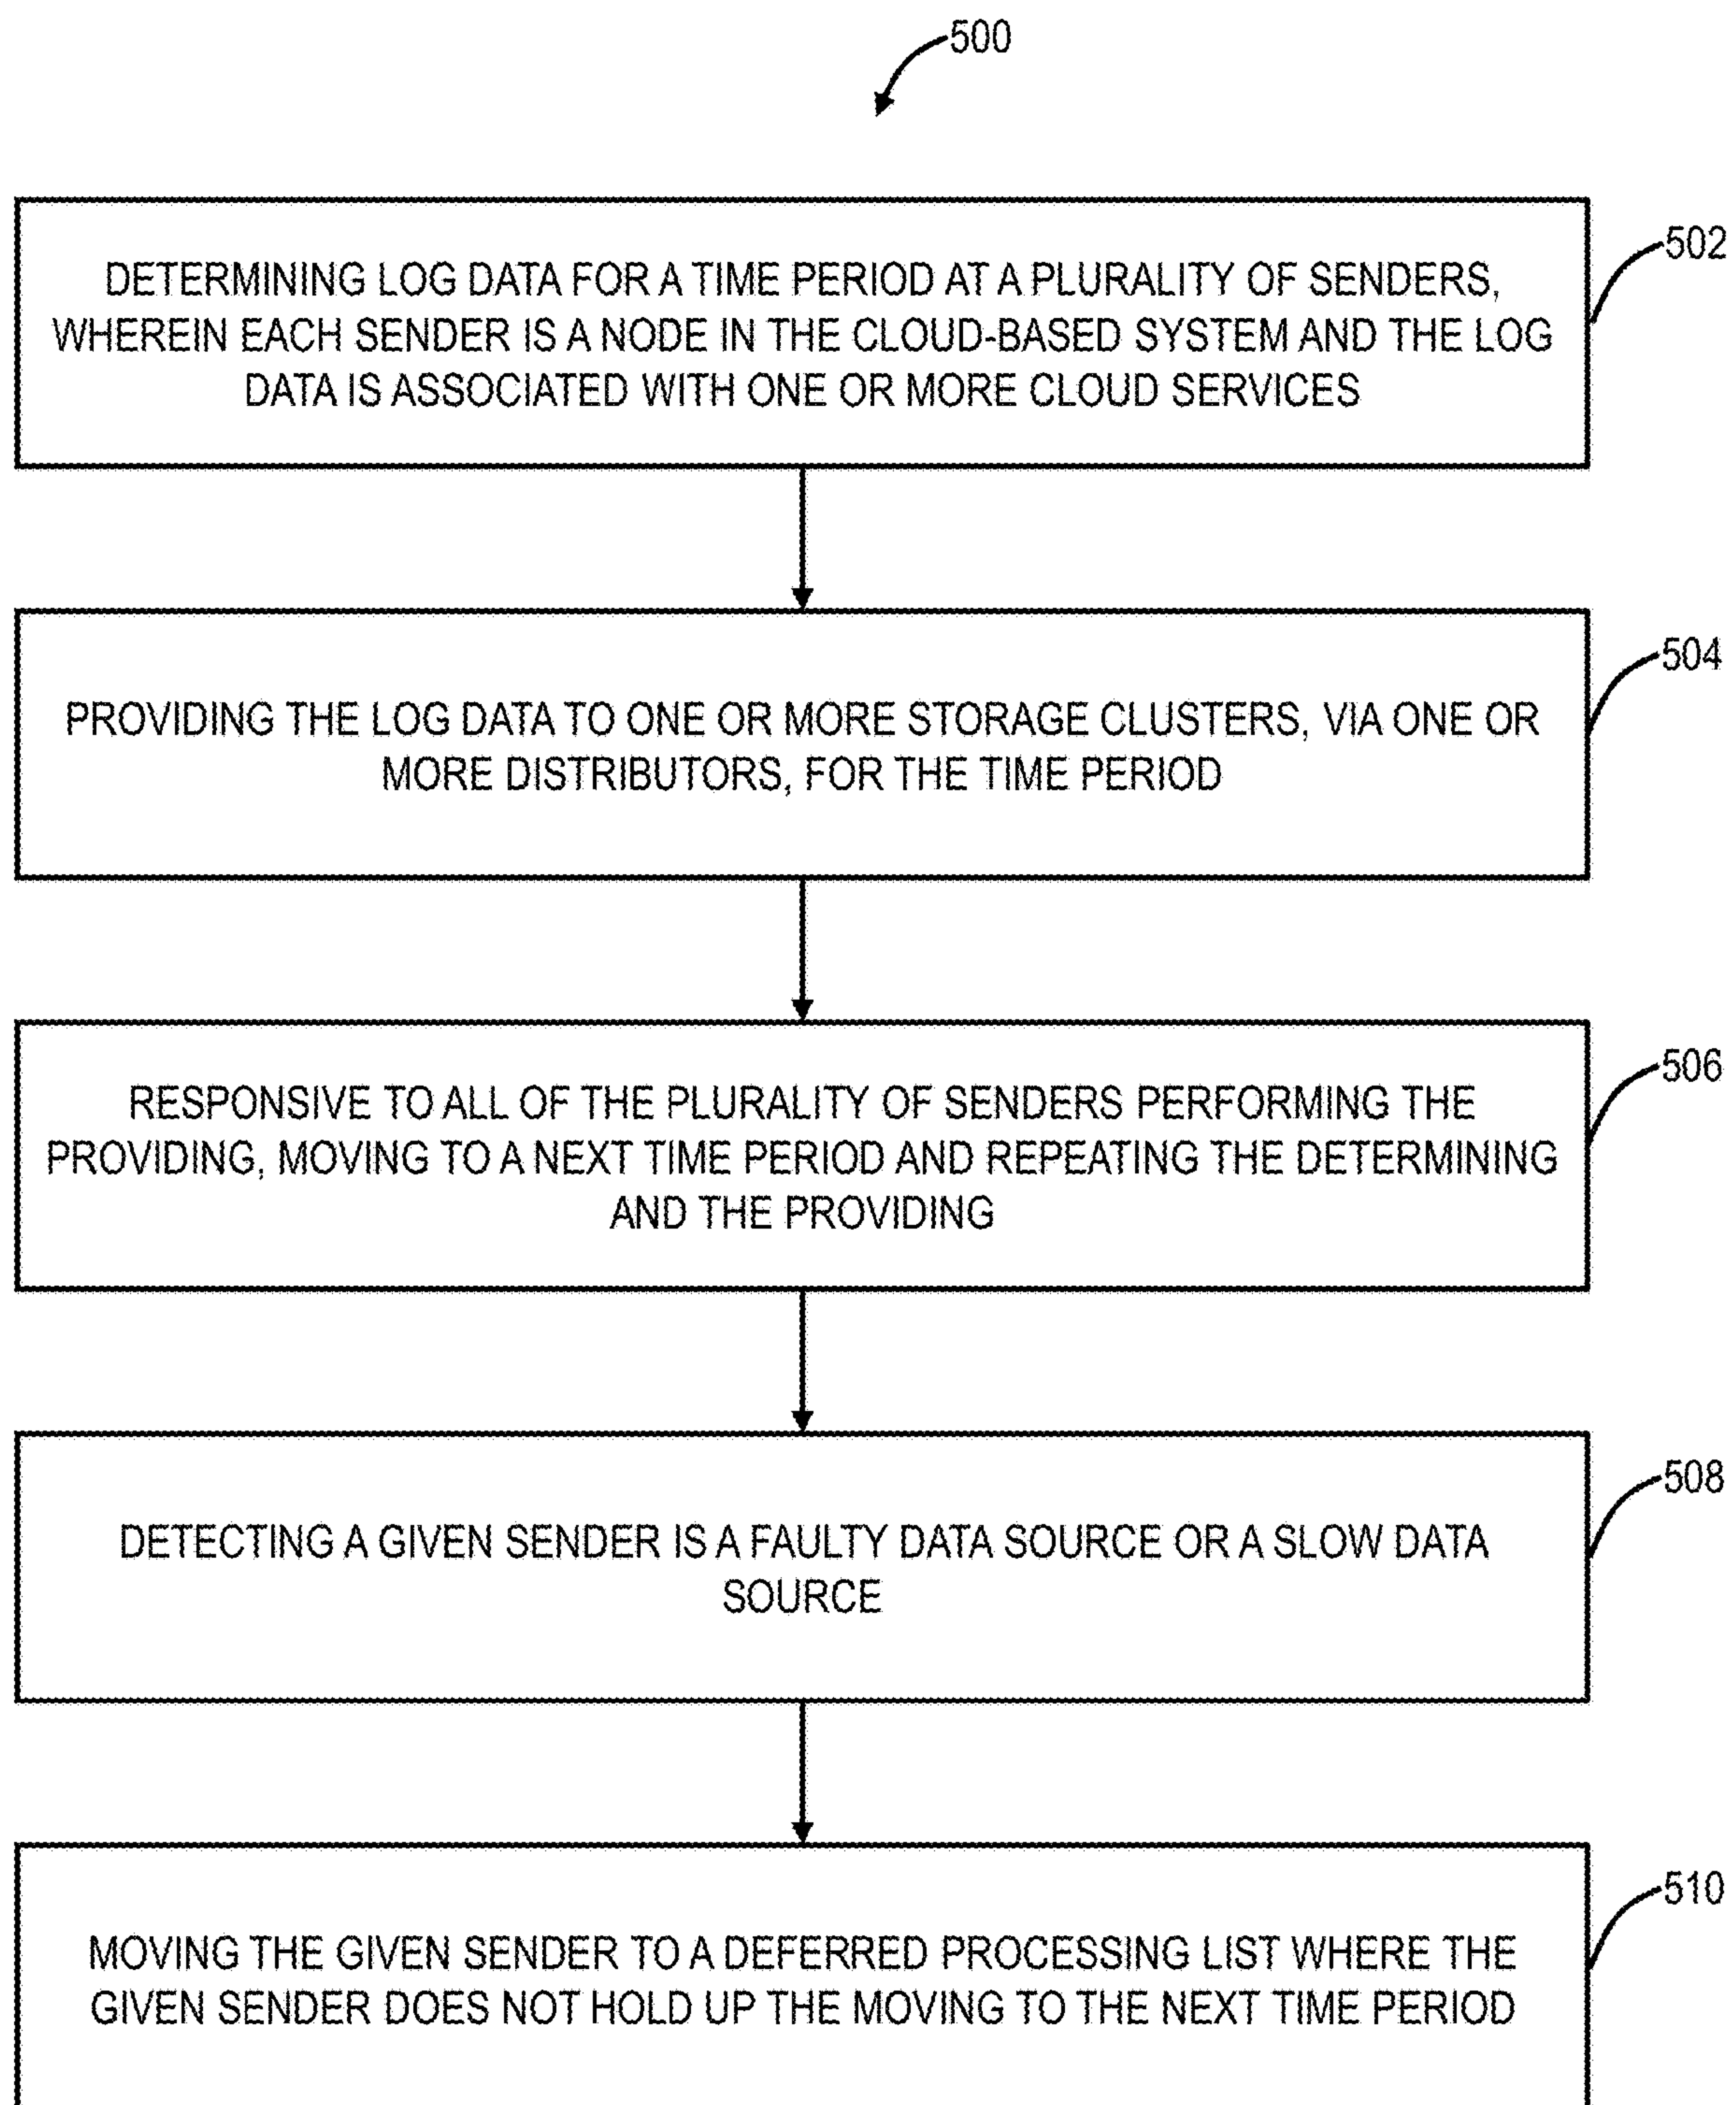 500
DETERMINING LOG DATA FOR A TIME PERIOD AT A PLURALITY OF SENDERS,
WHEREIN EACH SENDER IS A NODE IN THE CLOUD-BASED SYSTEM AND THE LOG
DATA IS ASSOCIATED WITH ONE OR MORE CLOUD SERVICES
502
PROVIDING THE LOG DATA TO ONE OR MORE STORAGE CLUSTERS, VIA ONE OR
MORE DISTRIBUTORS, FOR THE TIME PERIOD
504
RESPONSIVE TO ALL OF THE PLURALITY OF SENDERS PERFORMING THE
PROVIDING, MOVING TO A NEXT TIME PERIOD AND REPEATING THE DETERMINING
AND THE PROVIDING
506
DETECTING A GIVEN SENDER IS A FAULTY DATA SOURCE OR A SLOW DATA
SOURCE
508
MOVING THE GIVEN SENDER TO A DEFERRED PROCESSING LIST WHERE THE
GIVEN SENDER DOES NOT HOLD UP THE MOVING TO THE NEXT TIME PERIOD
510